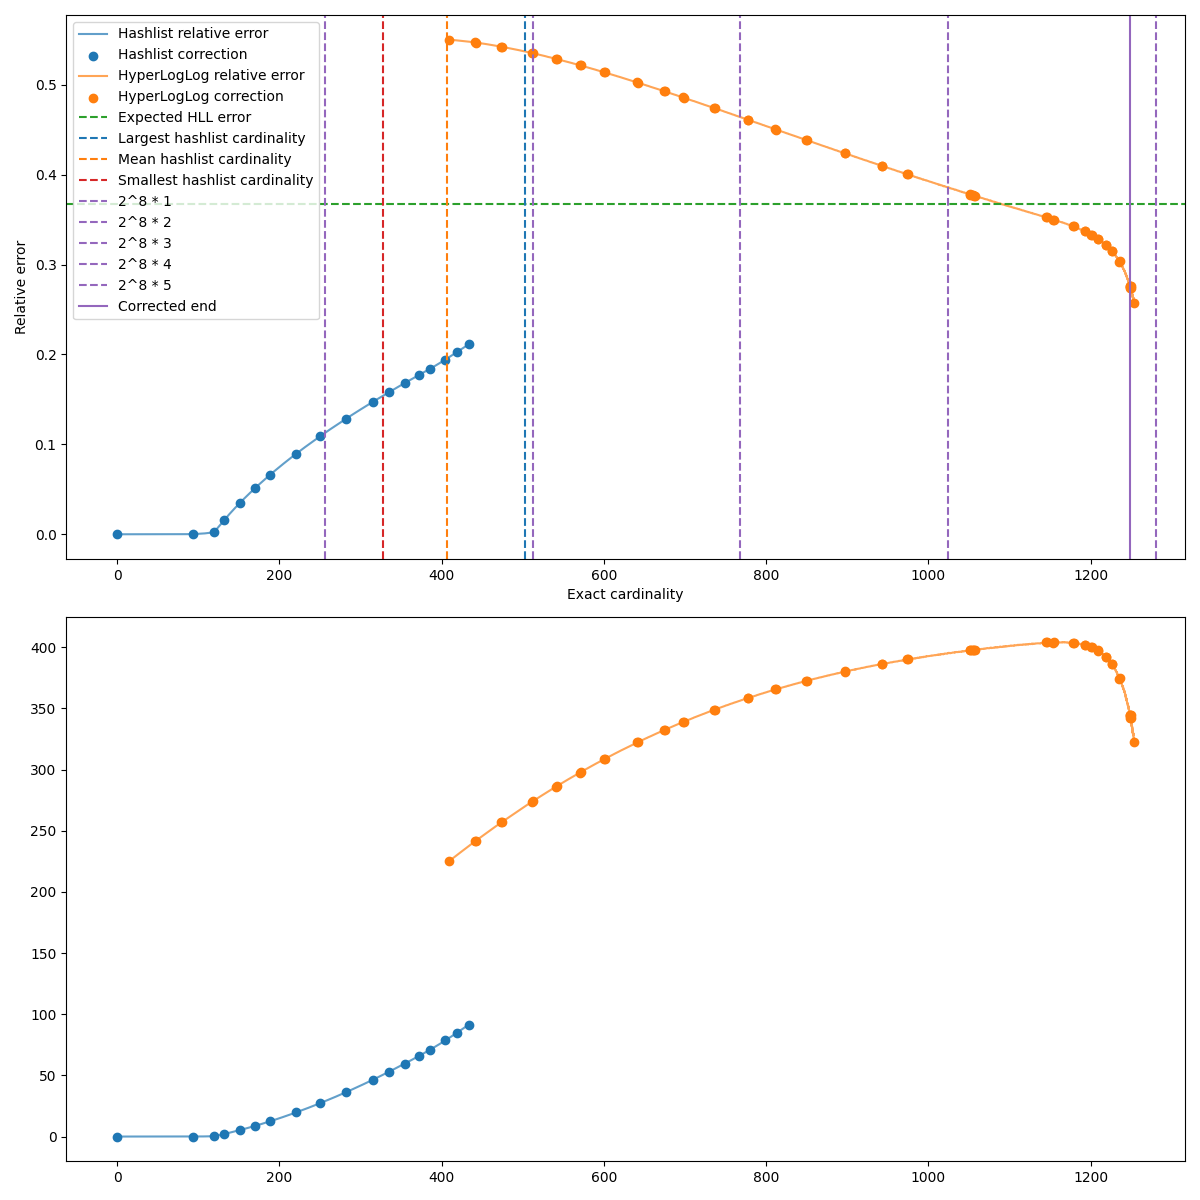 Hashlist relative error
Hashlist correction
HyperLogLog relative error
HyperLogLog correction
Expected HLL error
Largest hashlist cardinality
Mean hashlist cardinality
Smallest hashlist cardinality
2^8 * 1
2^8 * 2
2^8 * 3
2^8 * 4
2^8 * 5
Corrected end
Relative error
0.5
0.4
0.3
0.2
0.1
0.0
0 200 400 600 800 1000 1200
Exact cardinality
400
350
300
250
200
150
100
50
0
0 200 400 600 800 1000 1200